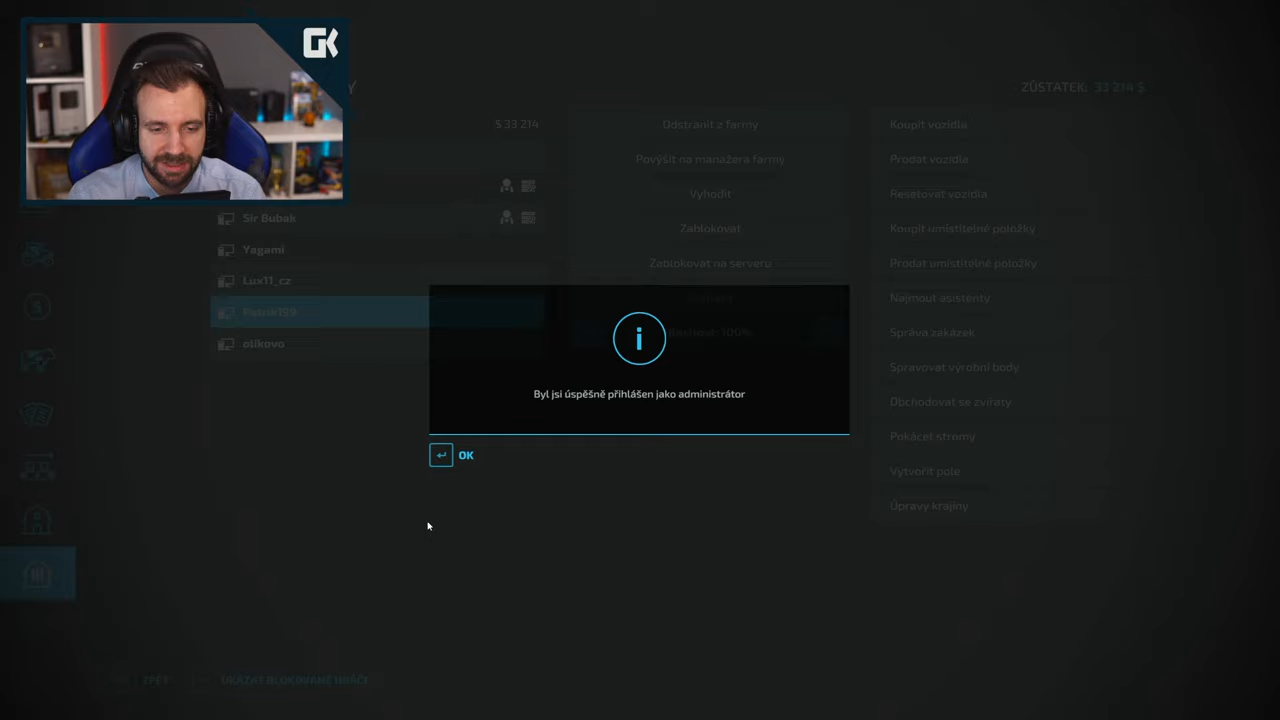 GK
Y
ZŮSTATEK: 33 214 $
$ 33 214
Odstranit z farmy
Koupit vozidla
Povýšit na manažera farmy
Prodat vozidla
Vyhodit
Resetovat vozidla
Sir Bubak
Zablokovat
Koupit umístitelné položky
Yagami
Zablokovat na serveru
Prodat umístitelné položky
Lux11_cz
Najmout asistenty
100%
Správa zakázek
olikovo
Spravovat výrobní body
Byl jsi úspěšně přihlášen jako administrátor
Obchodovat se zvířaty
Pokácet stromy
OK
Vytvořit pole
Úpravy krajiny
ZPĚT
UKÁZAT BLOKOVANÉ HRÁČE